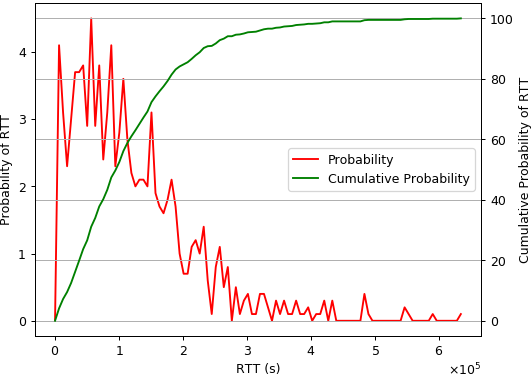 Probability of RTT
4
3
2
1
0
100
80
60
40
20
0
Cumulative Probability of RTT
Probability
Cumulative Probability
0 1 2 3 4 5 6
RTT (s)
×10⁵